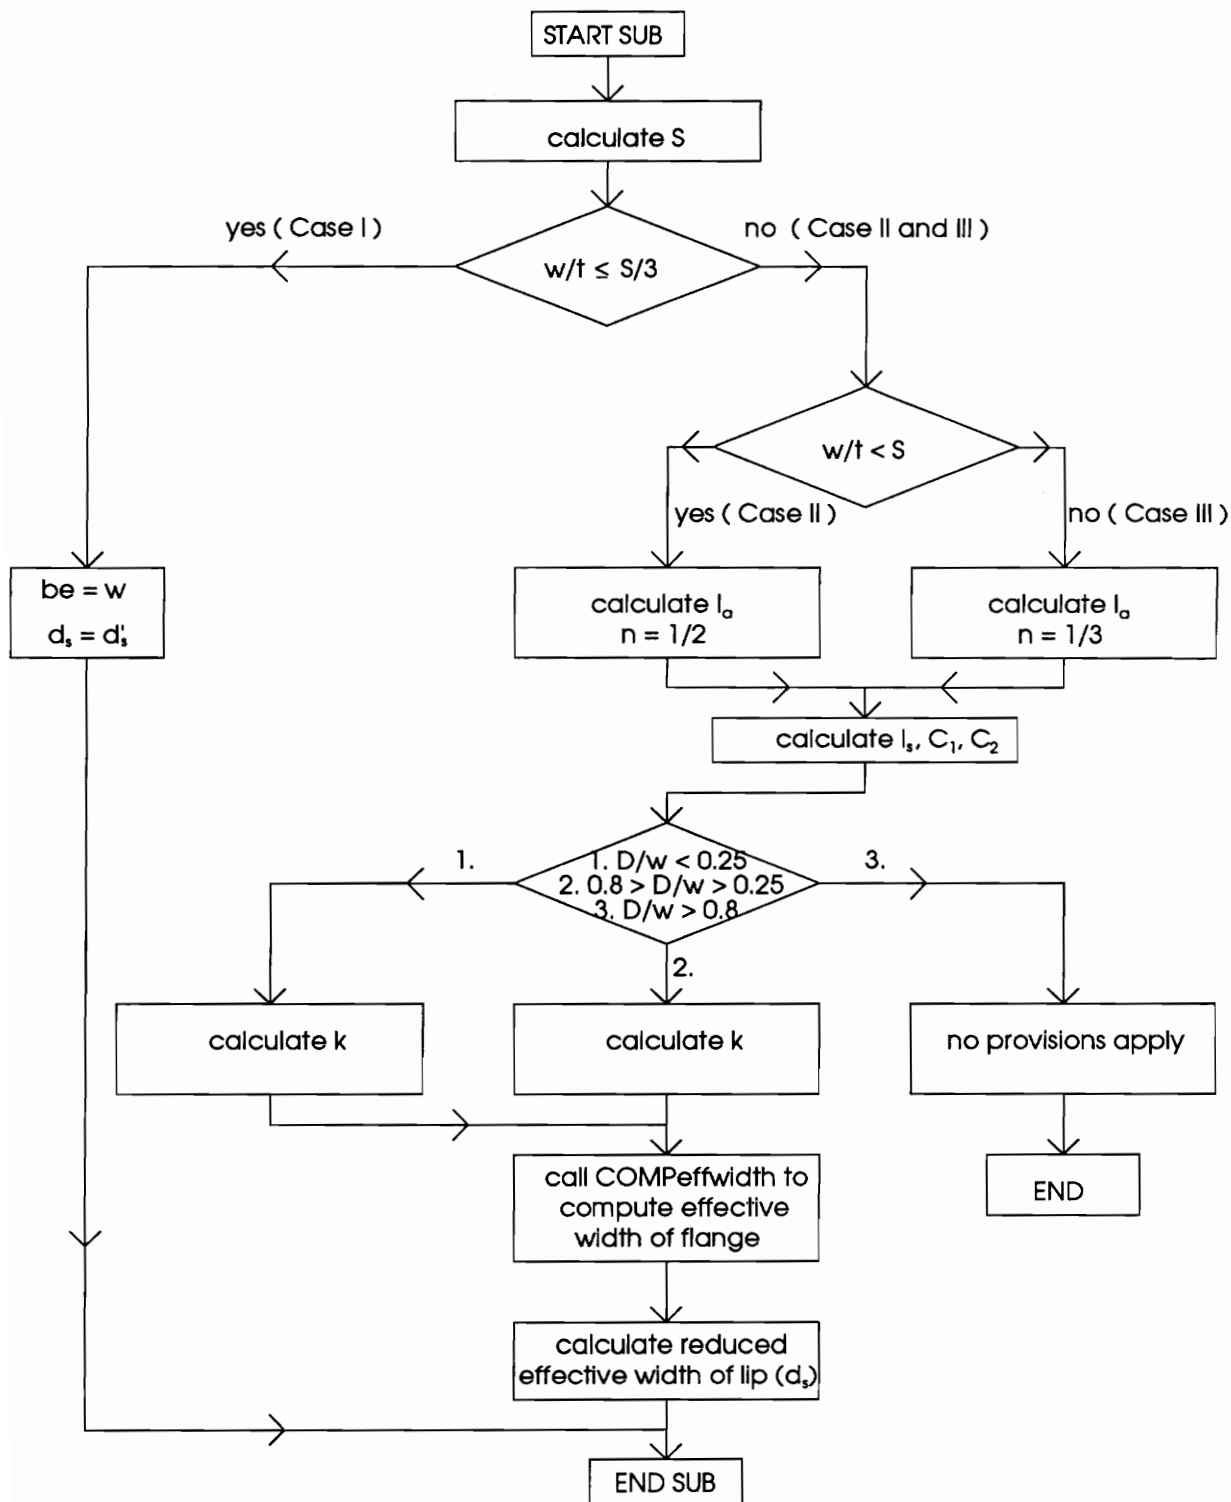 START SUB
calculate S
yes ( Case I )
no ( Case II and III )
w/t ≤ S/3
w/t < S
yes ( Case II )
no ( Case III )
be = w
dₛ = d'ₛ
calculate Iₐ
n = 1/2
calculate Iₐ
n = 1/3
calculate Iₛ, C₁, C₂
1.
1. D/w < 0.25
2. 0.8 > D/w > 0.25
3. D/w > 0.8
3.
2.
calculate k
calculate k
no provisions apply
call COMPeffwidth to
compute effective
width of flange
END
calculate reduced
effective width of lip (dₛ)
END SUB